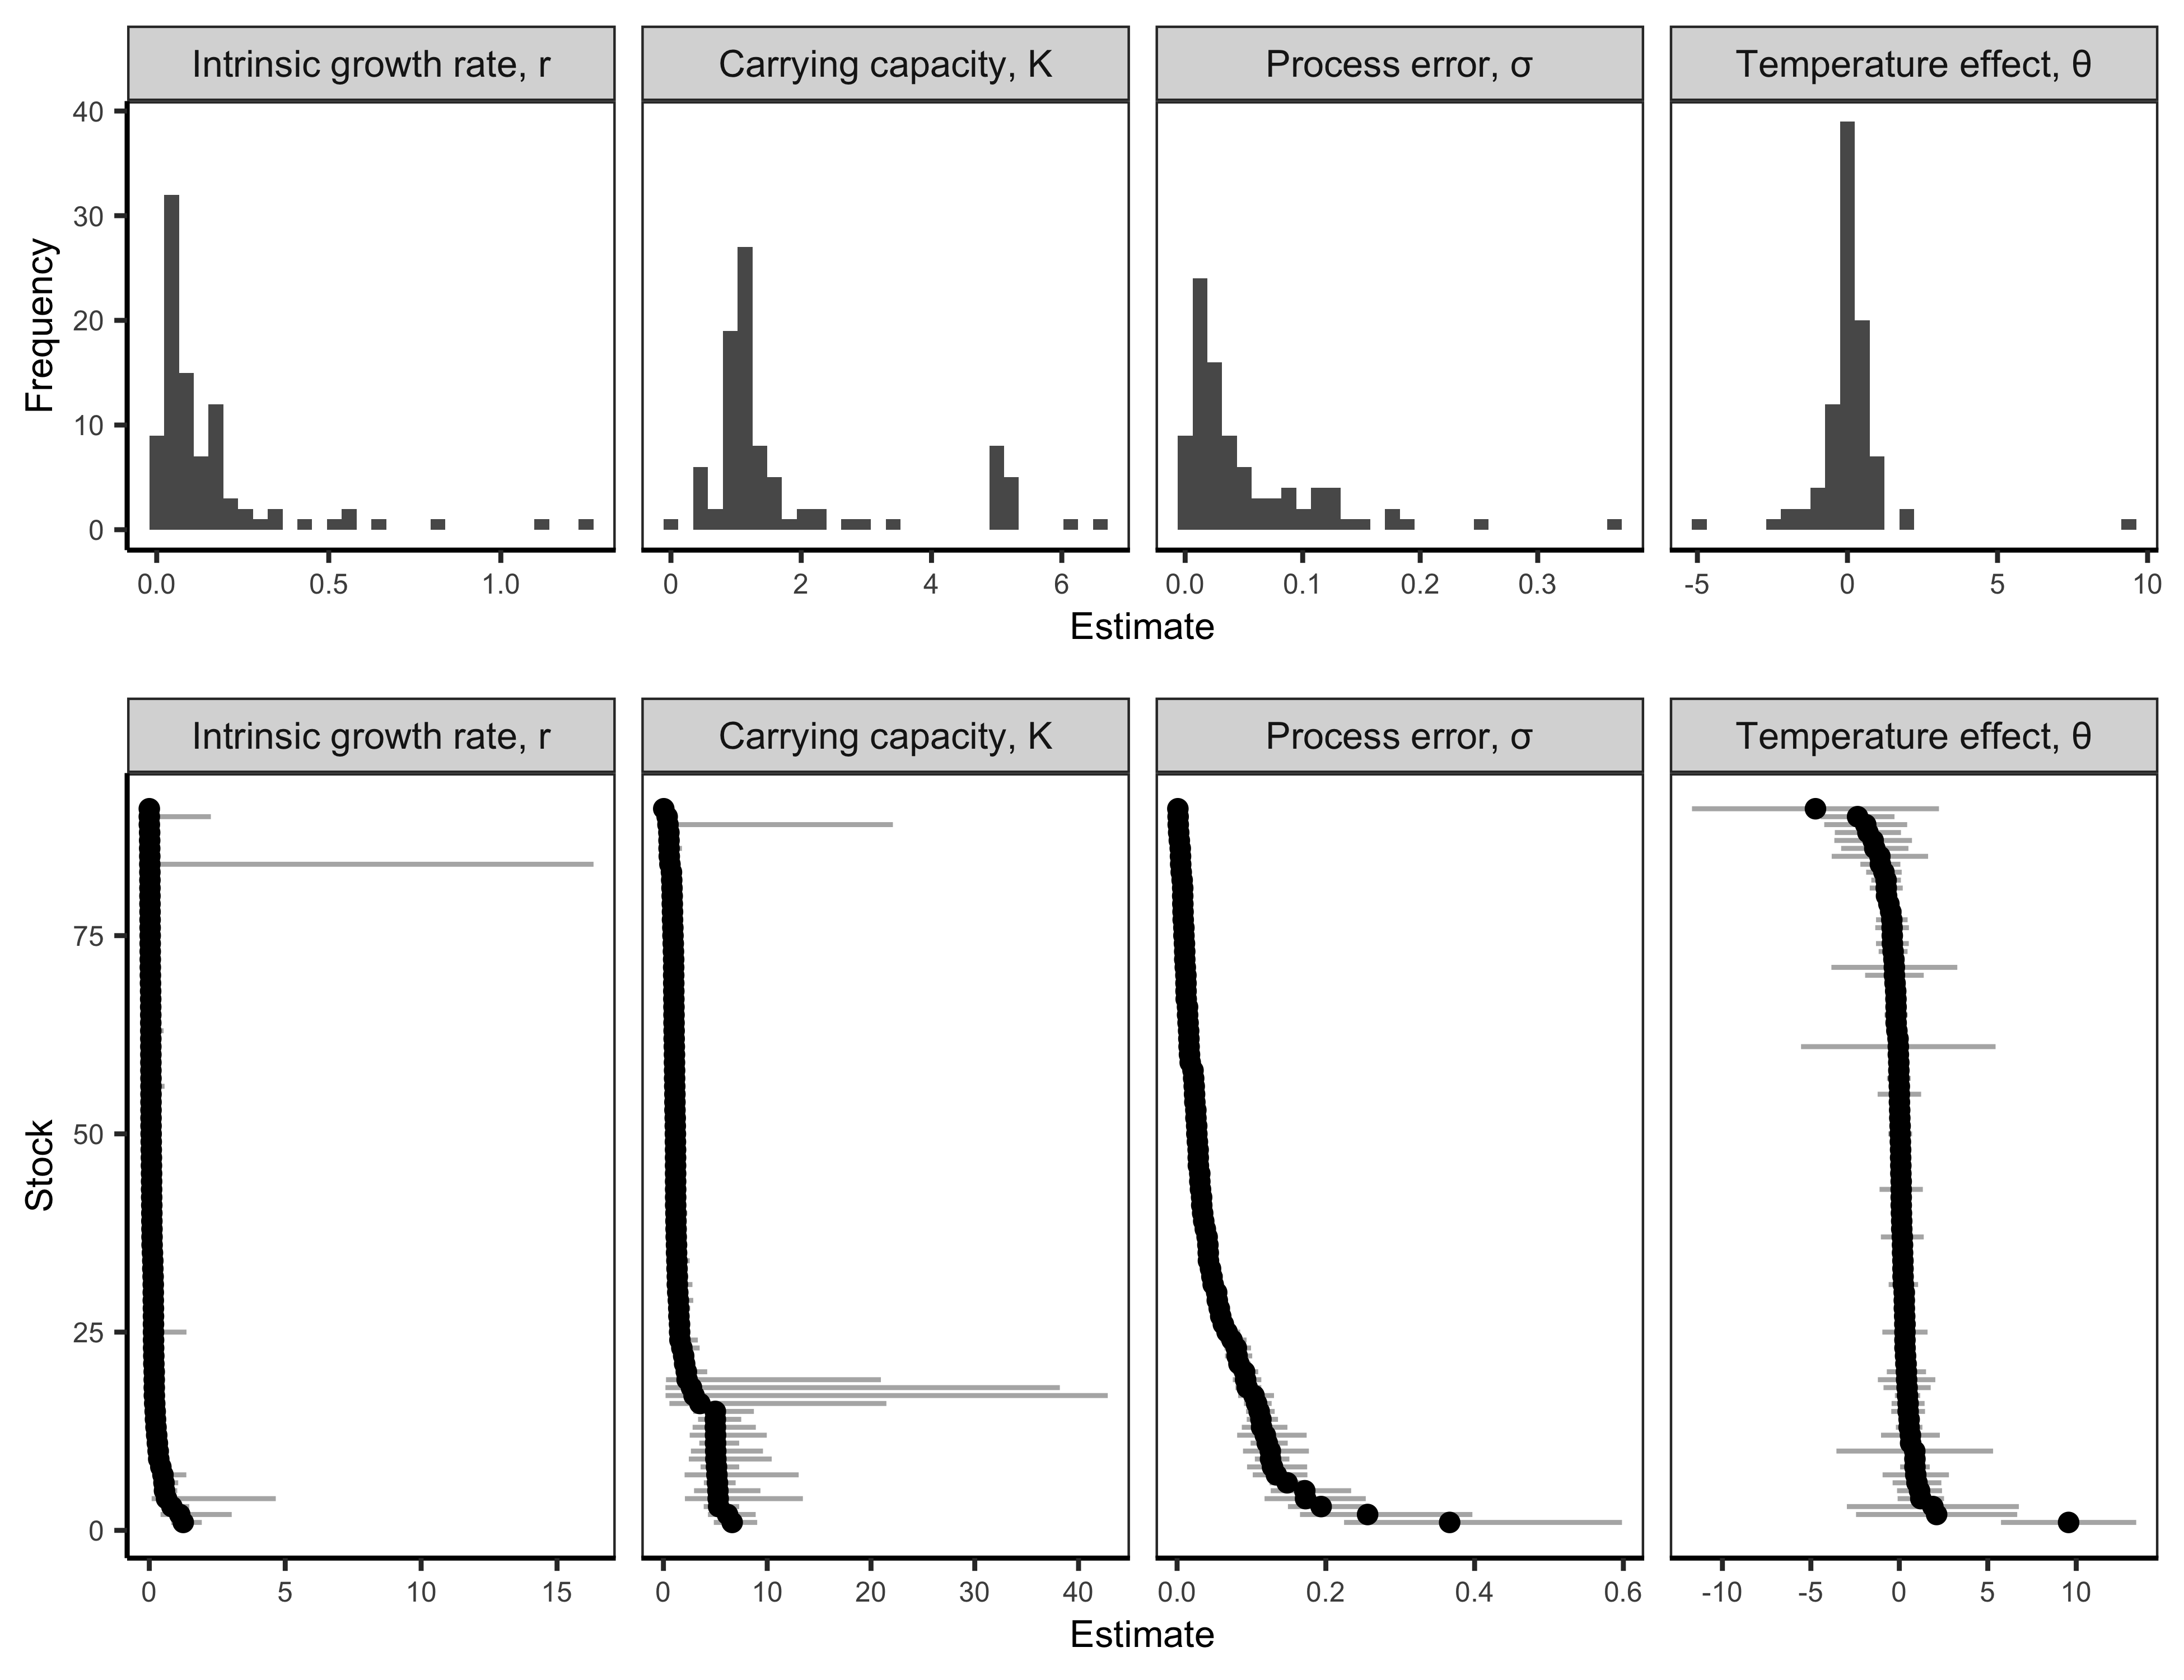 Intrinsic growth rate, r
Carrying capacity, K
Process error, σ
Temperature effect, θ
Frequency
40
30
20
10
0
0.0 0.5 1.0
0 2 4 6
0.0 0.1 0.2 0.3
-5 0 5 10
Estimate
Intrinsic growth rate, r
Carrying capacity, K
Process error, σ
Temperature effect, θ
Stock
75
50
25
0
0 5 10 15
0 10 20 30 40
0.0 0.2 0.4 0.6
-10 -5 0 5 10
Estimate